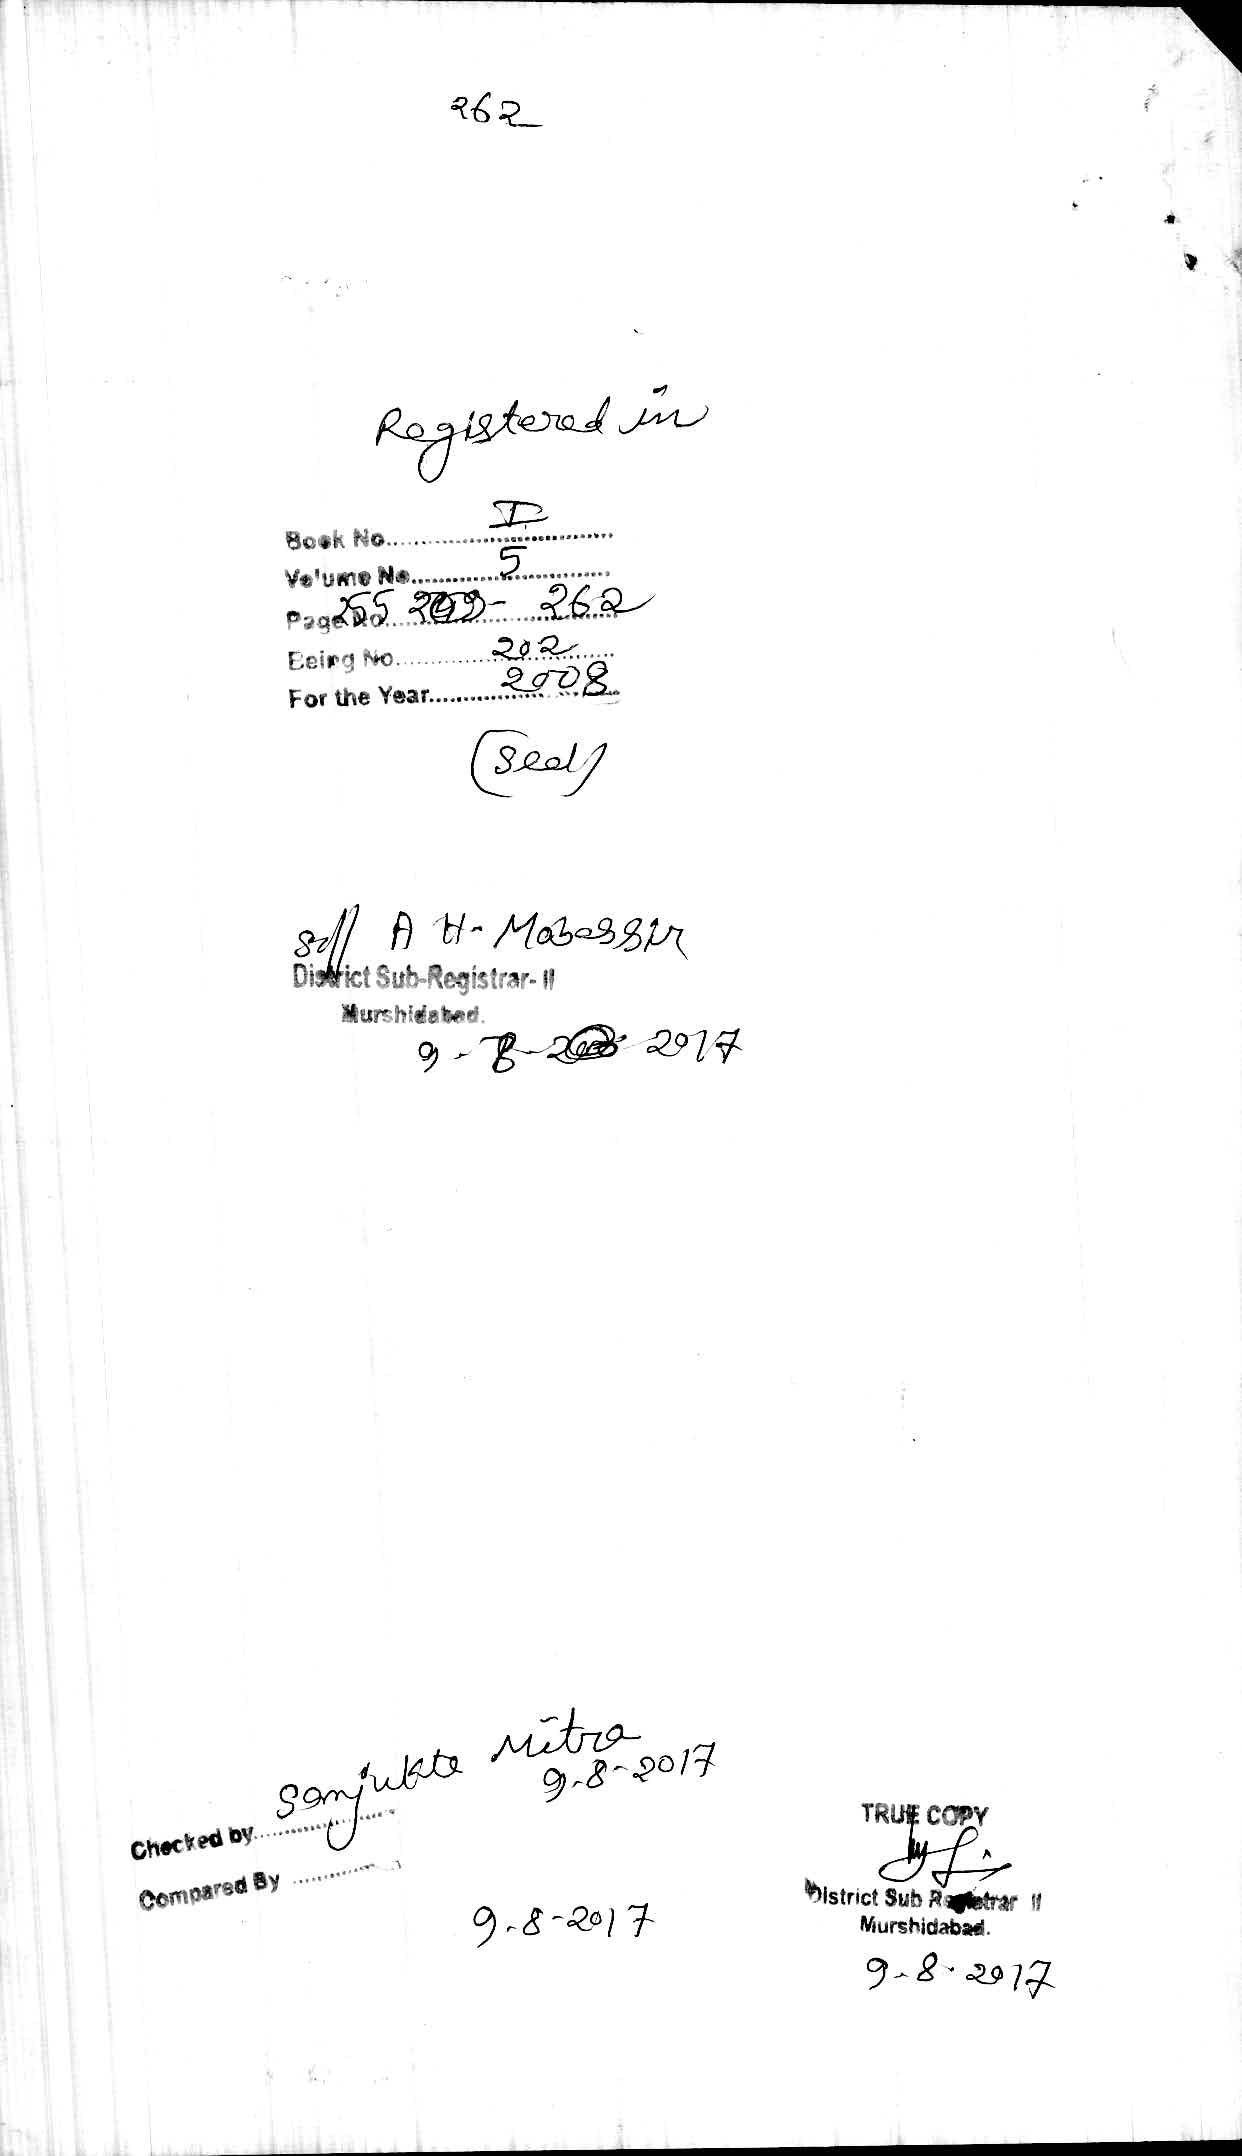 262
Registered in
Book No. I
Volume No. 5
Page No. 255 - 262
Being No. 202
For the Year 2008
(Seal)
Sd/ A H. Mobassir
District Sub-Registrar- II
Murshidabad.
9 - 8 - 2017
Sanjukta Mitra
9-8-2017
Checked by
Compared By
9-8-2017
TRUE COPY
District Sub Registrar II
Murshidabad.
9-8-2017